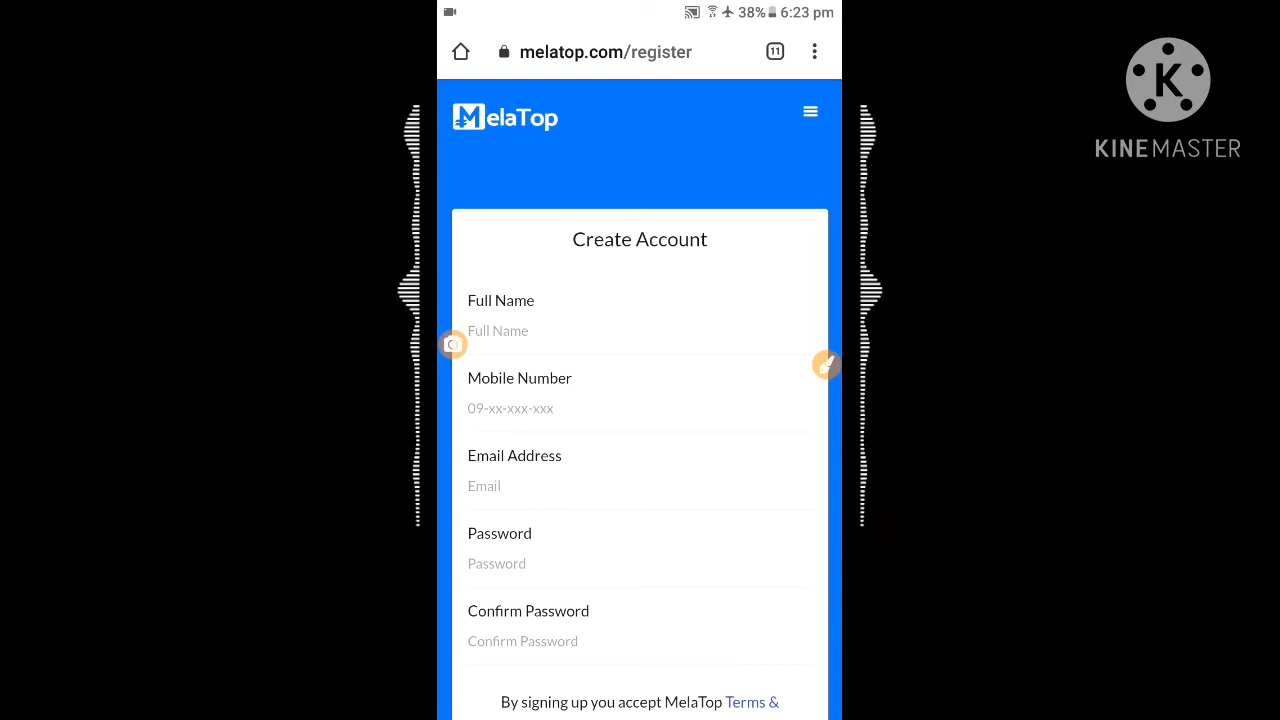 38% 6:23 pm
melatop.com/register
11
MelaTop
K
KINEMASTER
Create Account
Full Name
Full Name
Mobile Number
09-xx-xxx-xxx
Email Address
Email
Password
Password
Confirm Password
Confirm Password
By signing up you accept MelaTop Terms &